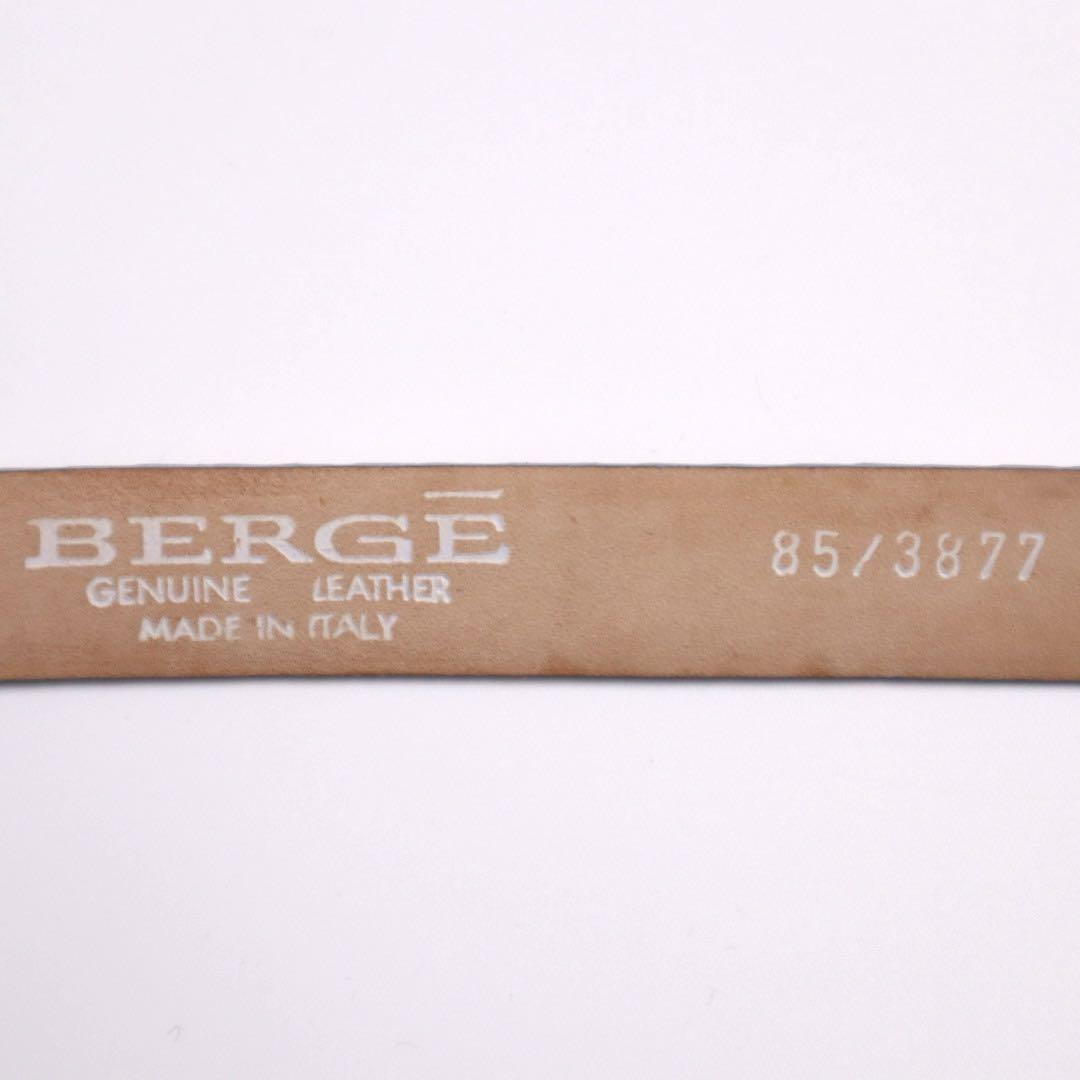 BERGĒ
GENUINE LEATHER
MADE IN ITALY
85/3877